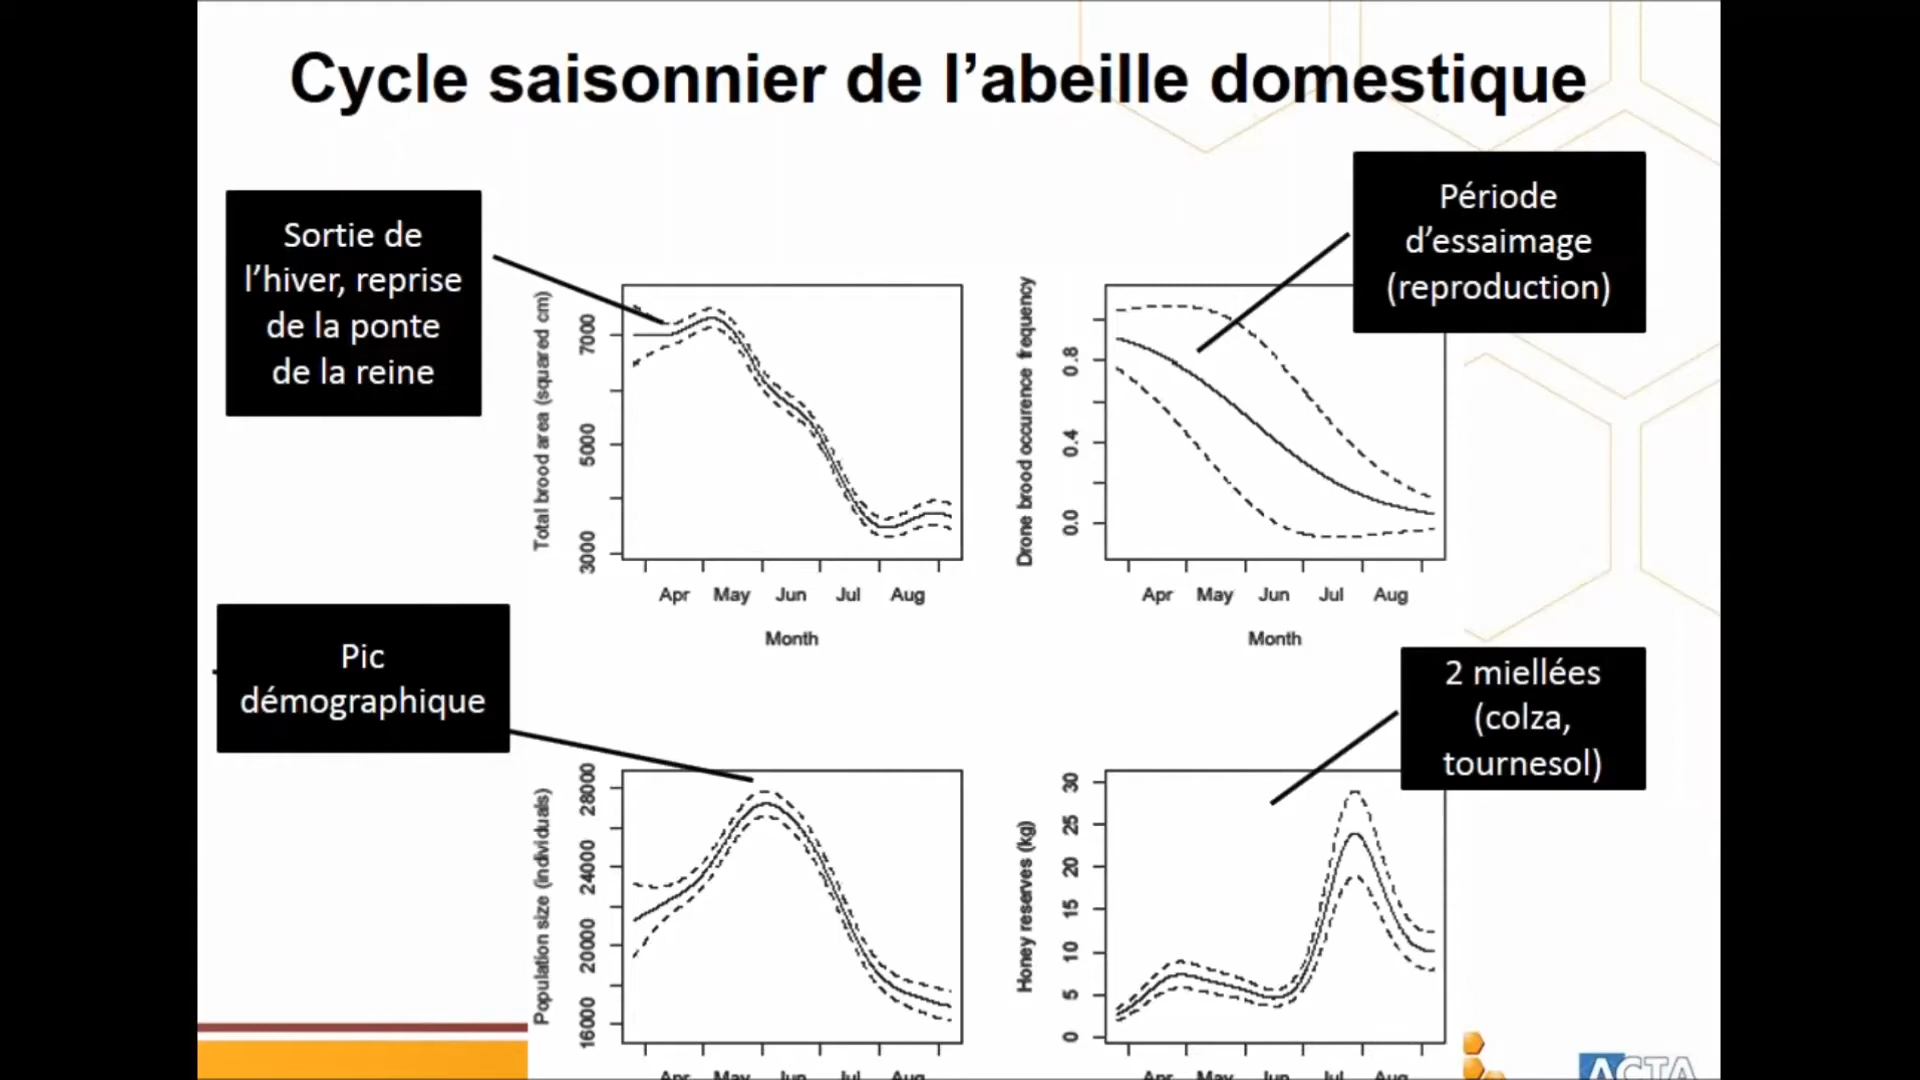 Cycle saisonnier de l’abeille domestique
Sortie de
l’hiver, reprise
de la ponte
de la reine
Période
d’essaimage
(reproduction)
Total brood area (squared cm)
3000
5000
7000
Apr May Jun Jul Aug
Month
Drone brood occurence frequency
0.0
0.4
0.8
Apr May Jun Jul Aug
Month
Pic
démographique
2 miellées
(colza,
tournesol)
Population size (individuals)
16000
20000
24000
28000
Apr May Jun Jul Aug
Honey reserves (kg)
0
5
10
15
20
25
30
Apr May Jun Jul Aug
ACTA